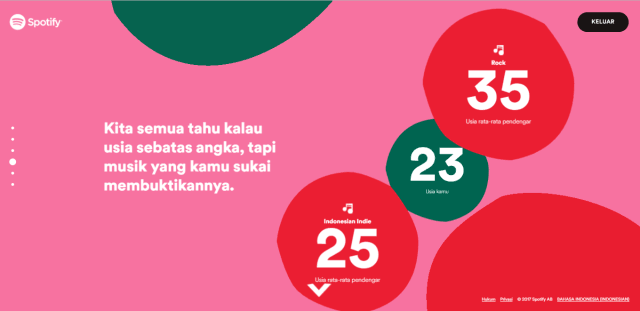 Spotify
KELUAR
Rock
35
Usia rata-rata pendengar
Kita semua tahu kalau
usia sebatas angka, tapi
musik yang kamu sukai
membuktikannya.
23
Usia kamu
Indonesian Indie
25
Usia rata-rata pendengar
Hukum Privasi © 2017 Spotify AB BAHASA INDONESIA (INDONESIAN)